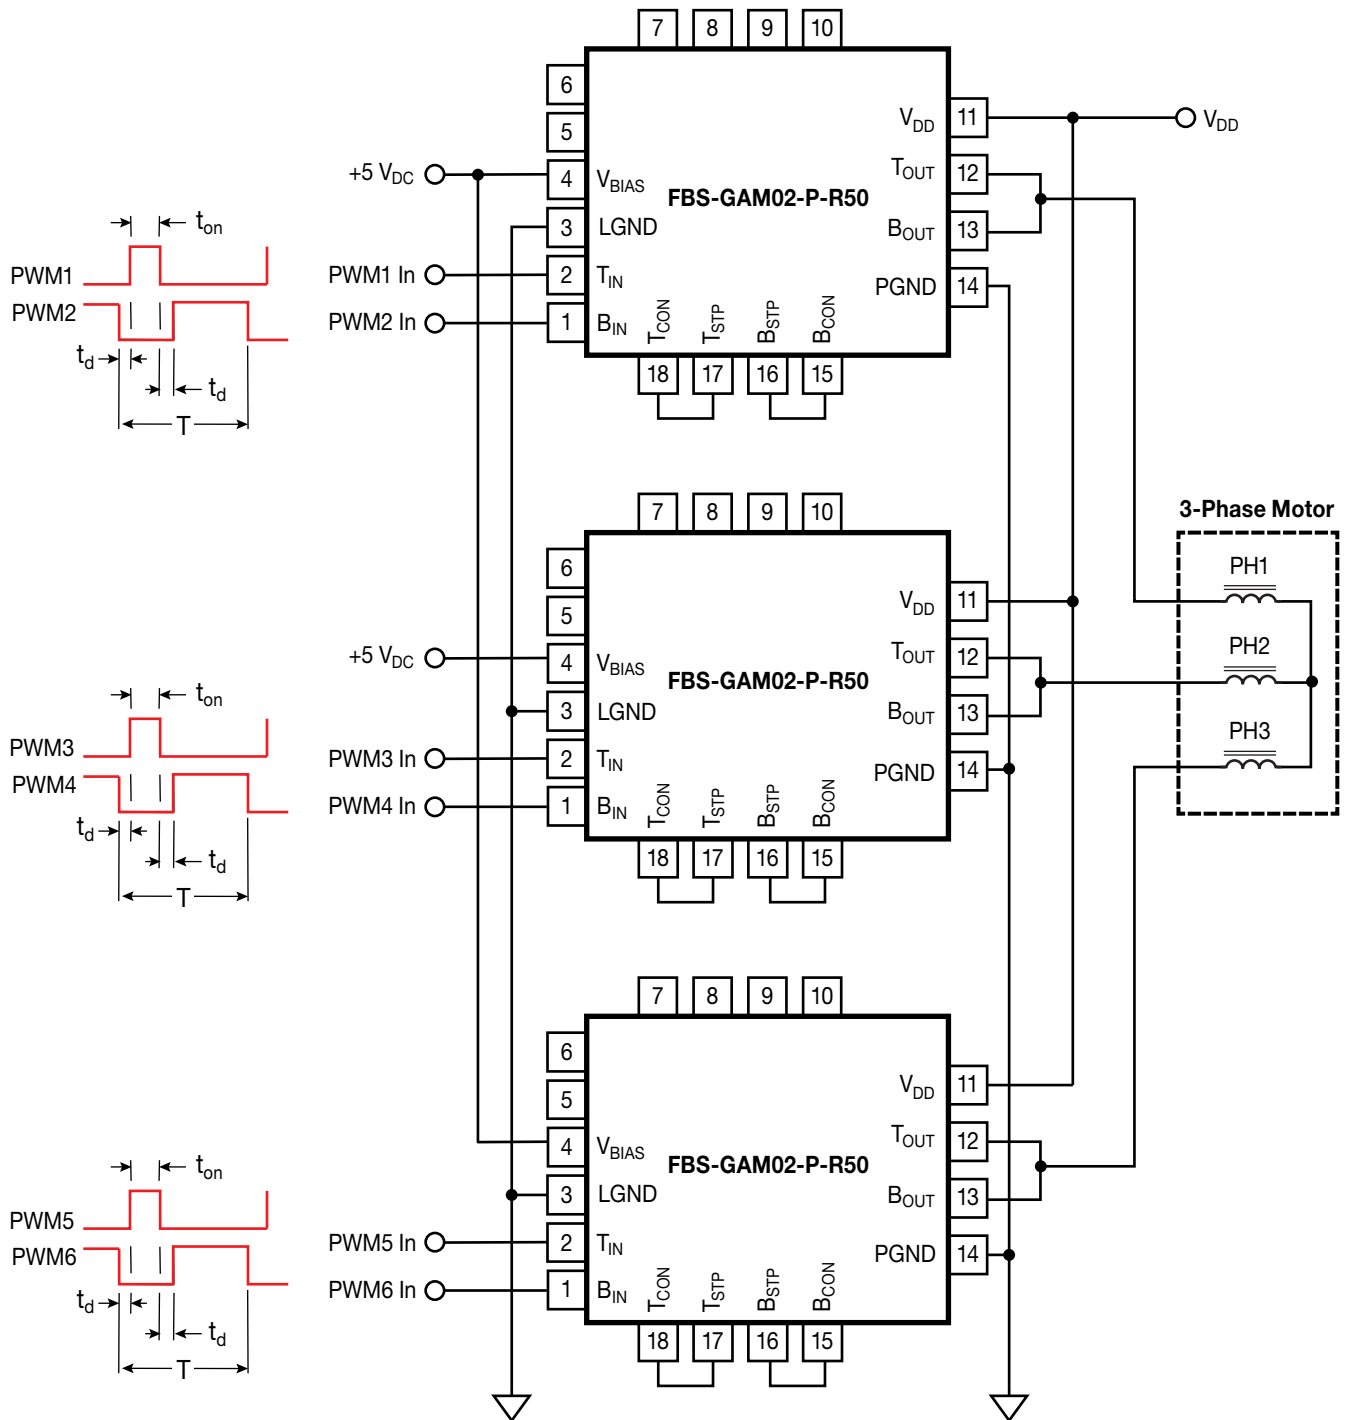 7 8 9 10
6
5
+5 VDC 4 VBIAS
3 LGND
PWM1 In 2 TIN
PWM2 In 1 BIN
FBS-GAM02-P-R50
VDD 11 VDD
TOUT 12
BOUT 13
PGND 14
TCON TSTP BSTP BCON
18 17 16 15
ton
PWM1
PWM2
td
td
T
7 8 9 10
6
5
+5 VDC 4 VBIAS
3 LGND
PWM3 In 2 TIN
PWM4 In 1 BIN
FBS-GAM02-P-R50
VDD 11
TOUT 12
BOUT 13
PGND 14
TCON TSTP BSTP BCON
18 17 16 15
ton
PWM3
PWM4
td
td
T
3-Phase Motor
PH1
PH2
PH3
7 8 9 10
6
5
4 VBIAS
3 LGND
PWM5 In 2 TIN
PWM6 In 1 BIN
FBS-GAM02-P-R50
VDD 11
TOUT 12
BOUT 13
PGND 14
TCON TSTP BSTP BCON
18 17 16 15
ton
PWM5
PWM6
td
td
T